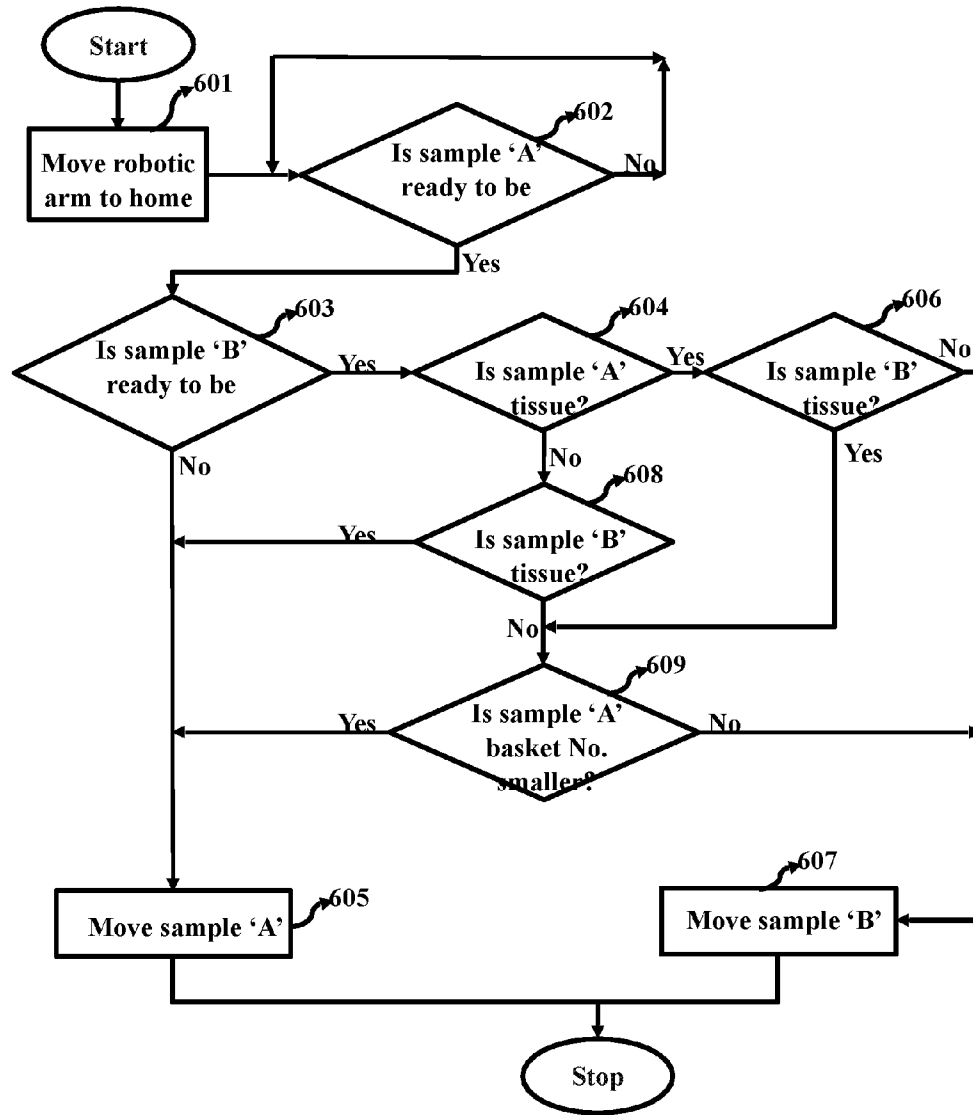 Start
601
Move robotic
arm to home
602
Is sample ‘A’
ready to be
No
Yes
603
Is sample ‘B’
ready to be
Yes
No
604
Is sample ‘A’
tissue?
Yes
No
606
Is sample ‘B’
tissue?
No
Yes
608
Is sample ‘B’
tissue?
Yes
No
609
Is sample ‘A’
basket No.
smaller?
Yes
No
605
Move sample ‘A’
607
Move sample ‘B’
Stop